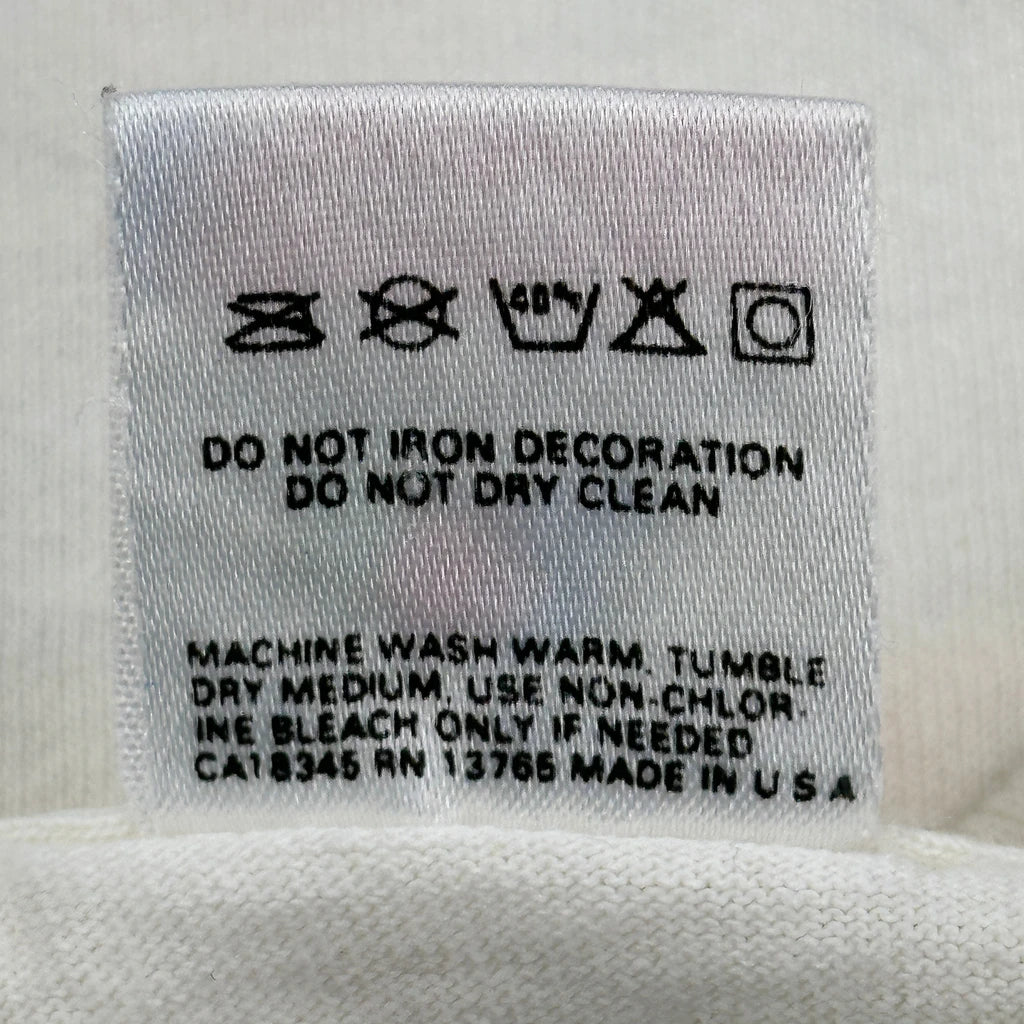 40°
DO NOT IRON DECORATION
DO NOT DRY CLEAN
MACHINE WASH WARM, TUMBLE
DRY MEDIUM, USE NON-CHLOR-
INE BLEACH ONLY IF NEEDED
CA18345 RN 13765 MADE IN U S A